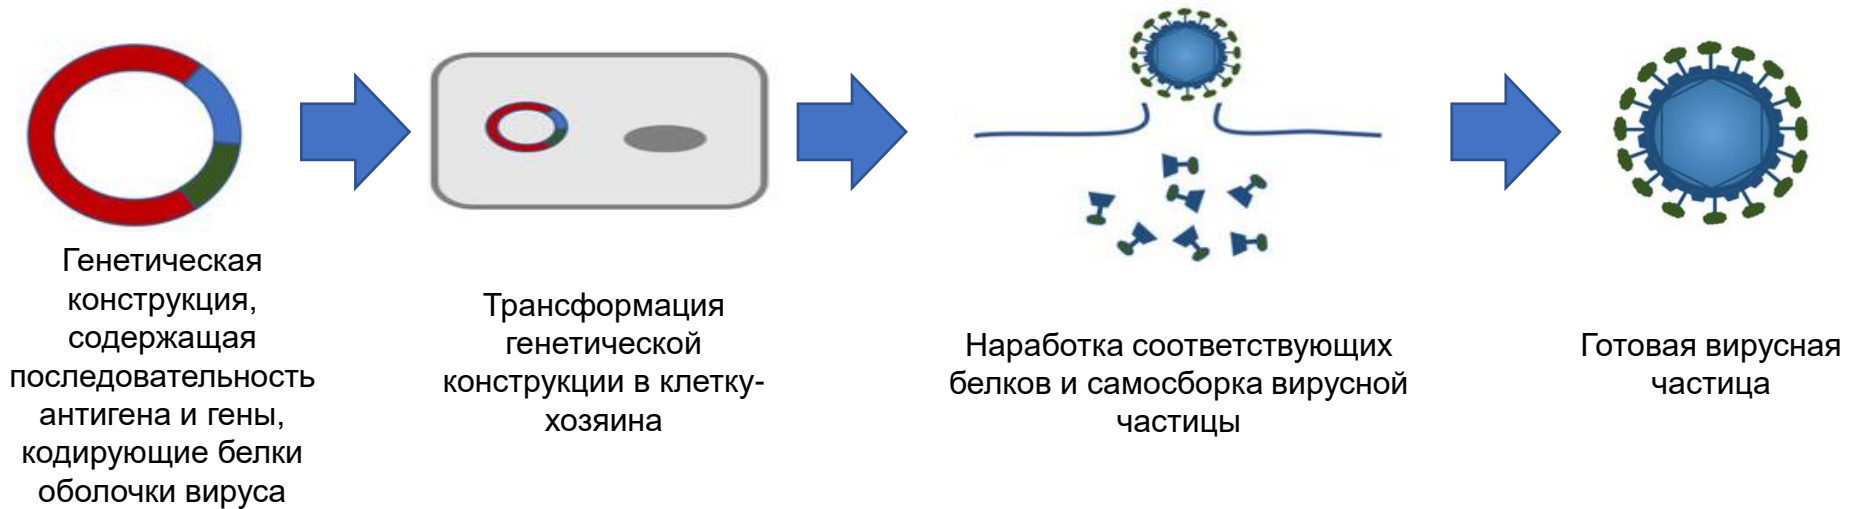 Генетическая
конструкция,
содержащая
последовательность
антигена и гены,
кодирующие белки
оболочки вируса
Трансформация
генетической
конструкции в клетку-
хозяина
Наработка соответствующих
белков и самосборка вирусной
частицы
Готовая вирусная
частица